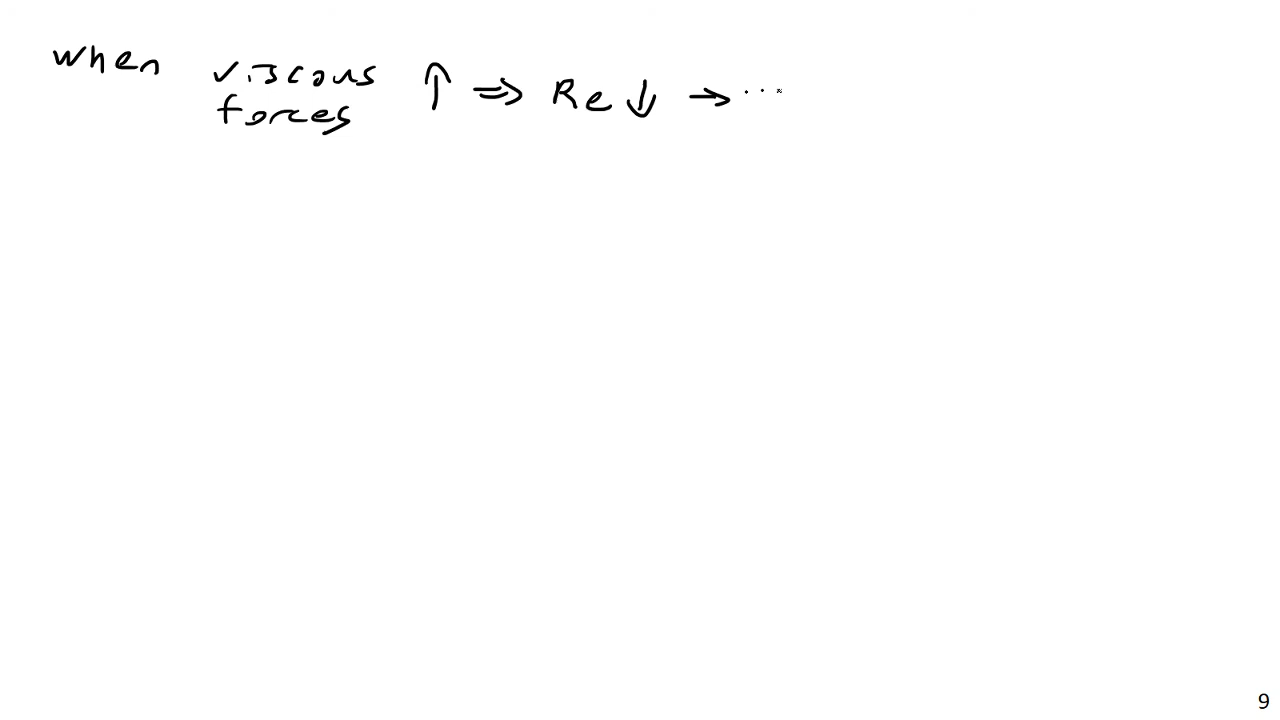 when viscous forces ↑ ⇒ Re ↓ → ...
9